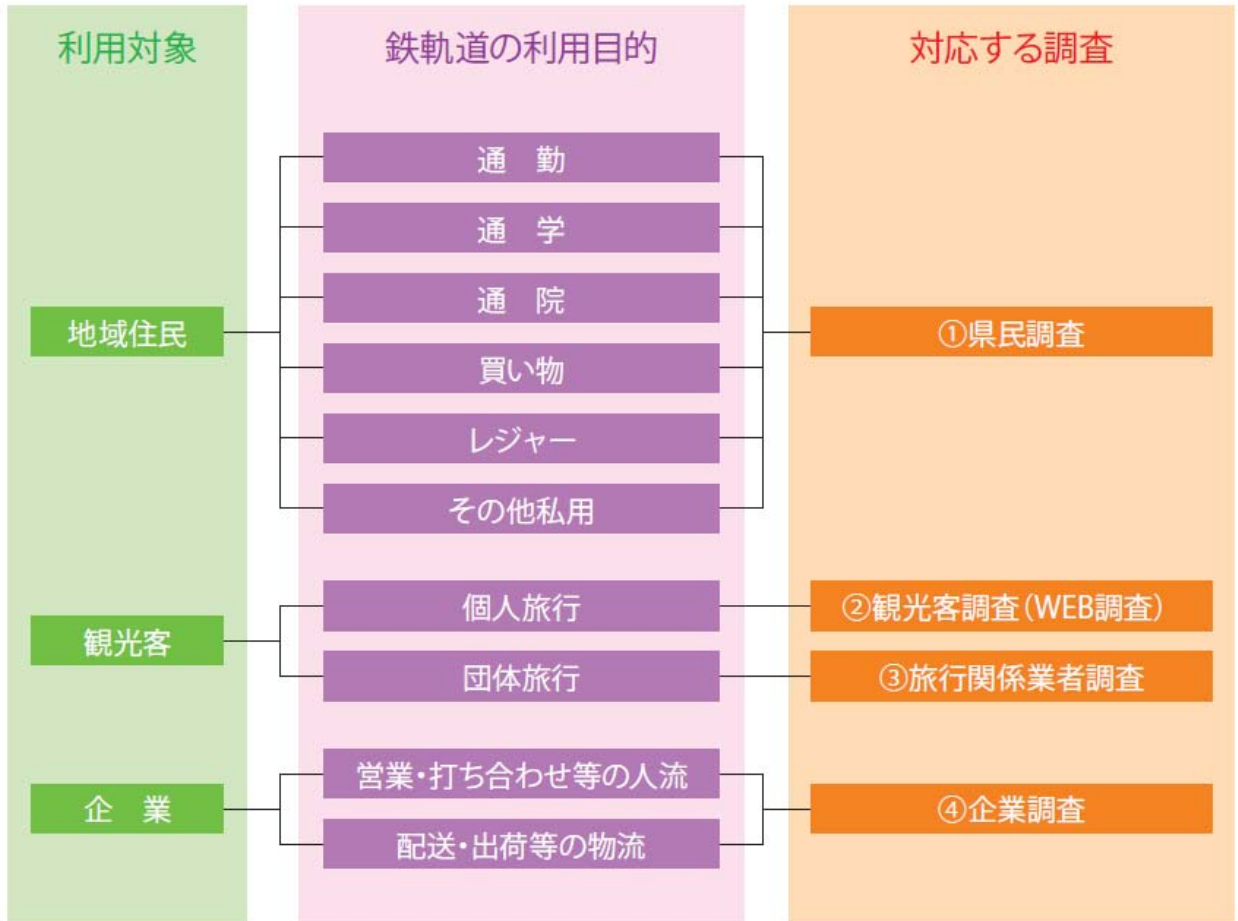 利用対象
鉄軌道の利用目的
対応する調査
地域住民
通　勤
通　学
通　院
買い物
レジャー
その他私用
①県民調査
観光客
個人旅行
団体旅行
②観光客調査（WEB調査）
③旅行関係業者調査
企　業
営業・打ち合わせ等の人流
配送・出荷等の物流
④企業調査